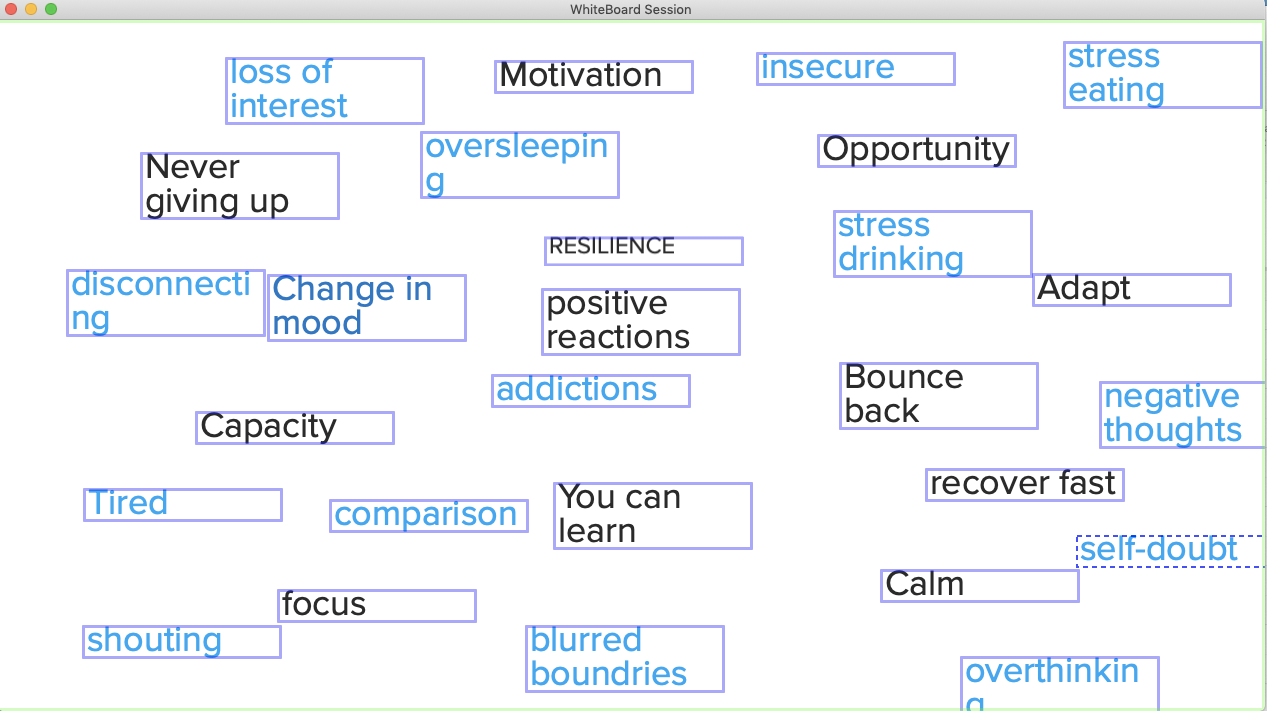 WhiteBoard Session
loss of
interest
Motivation
insecure
stress
eating
Never
giving up
oversleepin
g
Opportunity
RESILIENCE
stress
drinking
disconnecti
ng
Change in
mood
positive
reactions
Adapt
addictions
Bounce
back
negative
thoughts
Capacity
Tired
comparison
You can
learn
recover fast
self-doubt
Calm
focus
shouting
blurred
boundries
overthinkin
g